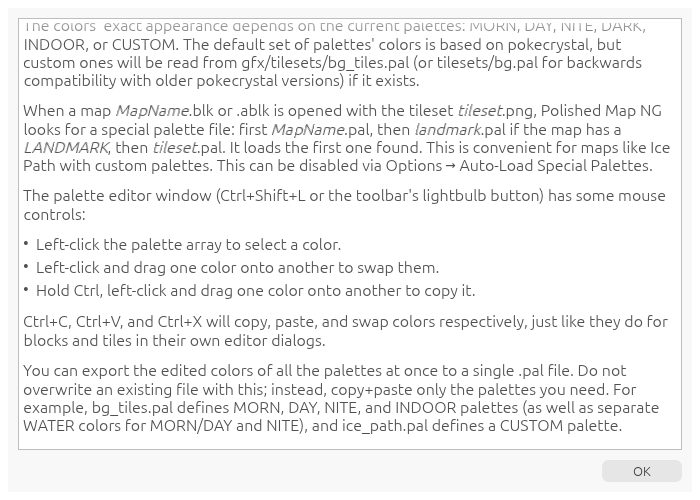 The colors' exact appearance depends on the current palettes: MORN, DAY, NITE, DARK,
INDOOR, or CUSTOM. The default set of palettes' colors is based on pokecrystal, but
custom ones will be read from gfx/tilesets/bg_tiles.pal (or tilesets/bg.pal for backwards
compatibility with older pokecrystal versions) if it exists.
When a map MapName.blk or .ablk is opened with the tileset tileset.png, Polished Map NG
looks for a special palette file: first MapName.pal, then landmark.pal if the map has a
LANDMARK, then tileset.pal. It loads the first one found. This is convenient for maps like Ice
Path with custom palettes. This can be disabled via Options → Auto-Load Special Palettes.
The palette editor window (Ctrl+Shift+L or the toolbar's lightbulb button) has some mouse
controls:
• Left-click the palette array to select a color.
• Left-click and drag one color onto another to swap them.
• Hold Ctrl, left-click and drag one color onto another to copy it.
Ctrl+C, Ctrl+V, and Ctrl+X will copy, paste, and swap colors respectively, just like they do for
blocks and tiles in their own editor dialogs.
You can export the edited colors of all the palettes at once to a single .pal file. Do not
overwrite an existing file with this; instead, copy+paste only the palettes you need. For
example, bg_tiles.pal defines MORN, DAY, NITE, and INDOOR palettes (as well as separate
WATER colors for MORN/DAY and NITE), and ice_path.pal defines a CUSTOM palette.
OK